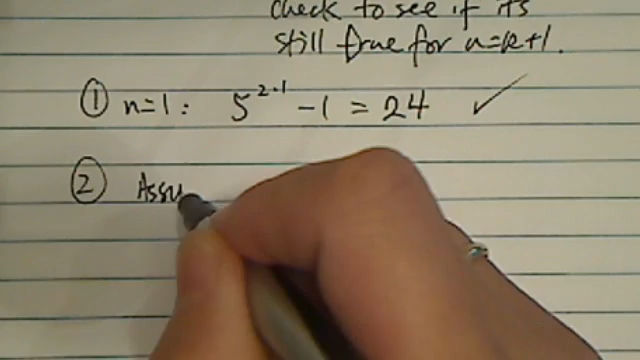 check to see if its
still true for n=k+1.
① n=1: 5^2·1 - 1 = 24 ✓
② Assu